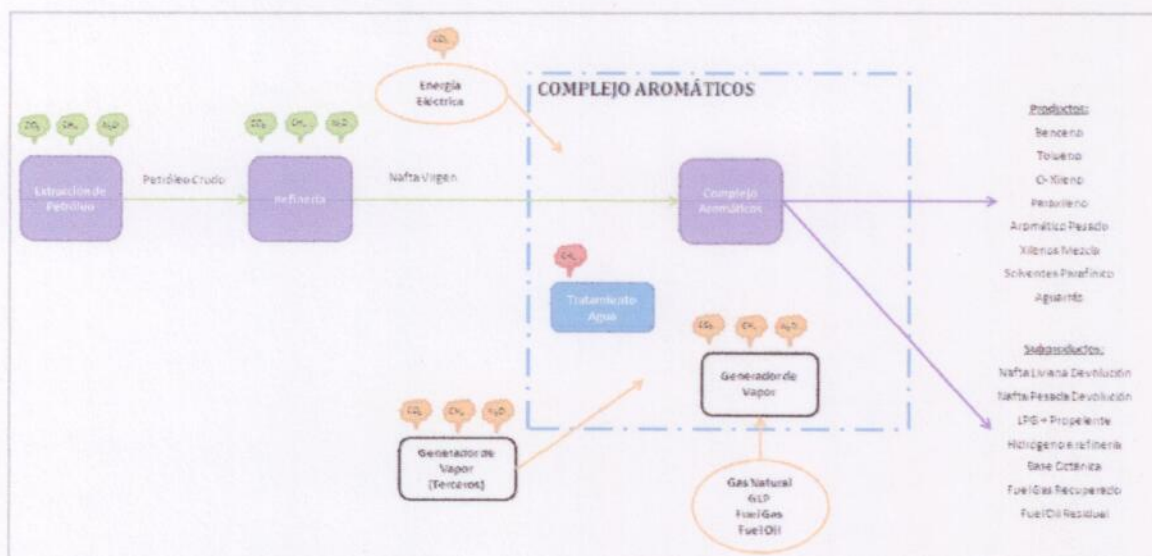 CO₂
Energía
Eléctrica
COMPLEJO AROMÁTICOS
CO₂ CH₄ N₂O
CO₂ CH₄ N₂O
Extracción de
Petróleo
Petróleo Crudo
Refinería
Nafta Virgen
Complejo
Aromáticos
CH₄
Tratamiento
Agua
CO₂ CH₄ N₂O
Generador de
Vapor
CO₂ CH₄ N₂O
Generador de
Vapor
(Terceros)
Gas Natural
GLP
Fuel Gas
Fuel Oil
Productos:
Benceno
Tolueno
O-Xileno
Paraxileno
Aromático Pesado
Xilenos Mezcla
Solventes Parafínico
Aguarrás
Subproductos:
Nafta Liviana Devolución
Nafta Pesada Devolución
LPG + Propelente
Hidrógeno a refinería
Base Octánica
Fuel Gas Recuperado
Fuel Oil Residual